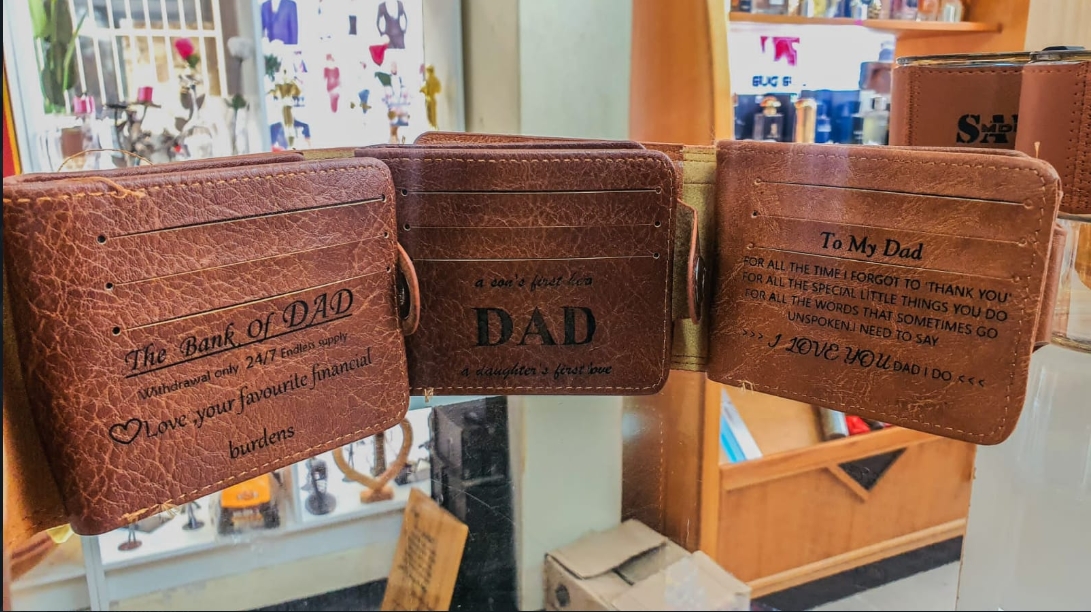 The Bank Of DAD
Withdrawal only 24/7 Endless supply
Love ,your favourite financial
burdens
a son's first hero
DAD
a daughter's first love
To My Dad
FOR ALL THE TIME I FORGOT TO 'THANK YOU'
FOR ALL THE SPECIAL LITTLE THINGS YOU DO
FOR ALL THE WORDS THAT SOMETIMES GO
UNSPOKEN.I NEED TO SAY
>>> I LOVE YOU DAD I DO <<<